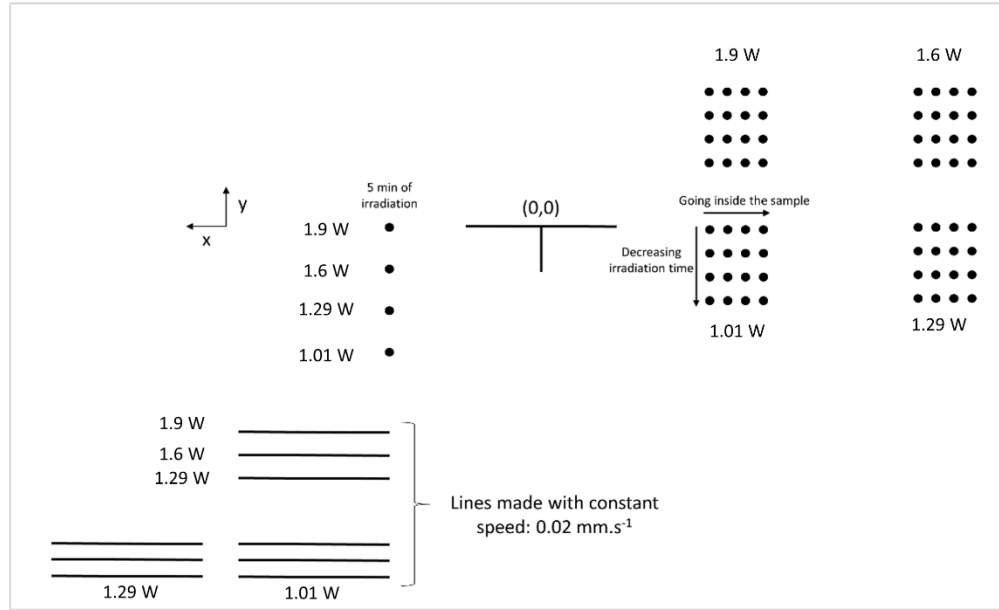 1.9 W
1.6 W
5 min of
irradiation
y
x
(0,0)
1.9 W
1.6 W
1.29 W
1.01 W
Going inside the sample
Decreasing
irradiation time
1.01 W
1.29 W
1.9 W
1.6 W
1.29 W
Lines made with constant
speed: 0.02 mm.s⁻¹
1.29 W
1.01 W